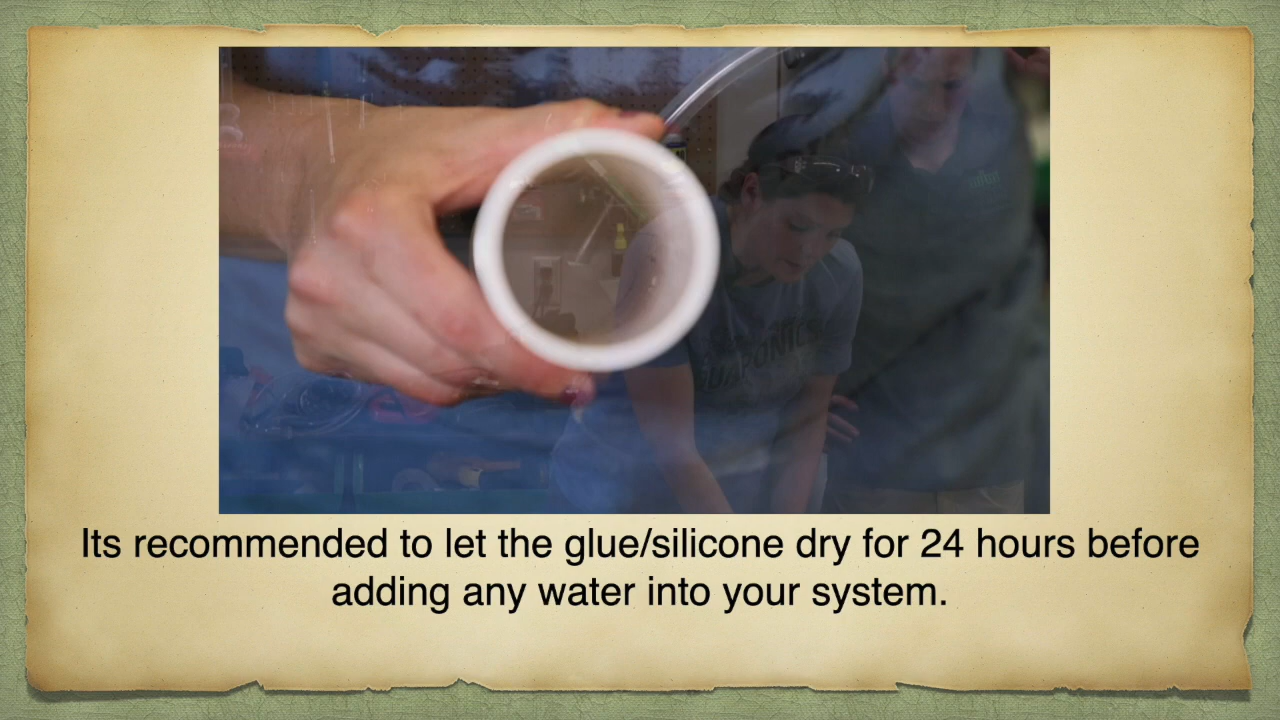 Its recommended to let the glue/silicone dry for 24 hours before
adding any water into your system.